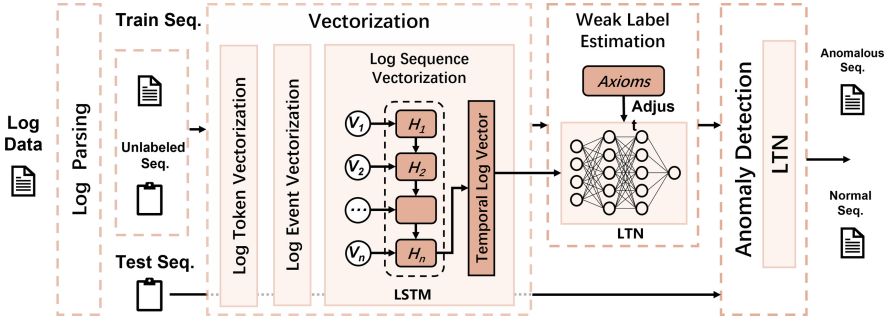 Log
Data
Log Parsing
Train Seq.
Unlabeled
Seq.
Test Seq.
Vectorization
Log Token Vectorization
Log Event Vectorization
Log Sequence
Vectorization
V1
V2
...
Vn
H1
H2
Hn
LSTM
Temporal Log Vector
Weak Label
Estimation
Axioms
Adjus
t
LTN
Anomaly Detection
LTN
Anomalous
Seq.
Normal
Seq.